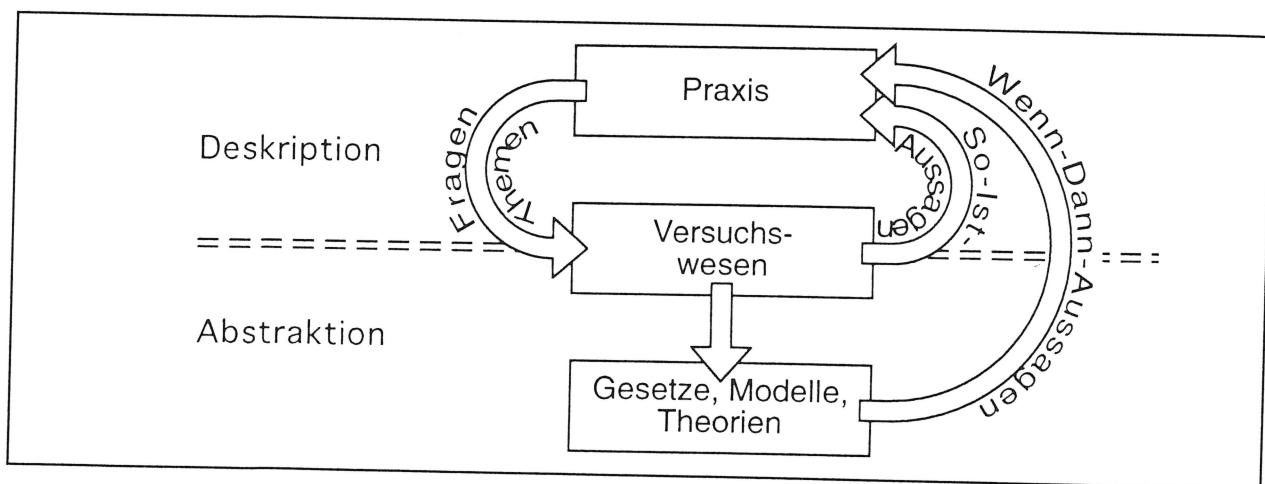 Praxis
Deskription
Fragen
Themen
So-Ist-
Aussagen
Wenn-Dann-Aussagen
Versuchs-
wesen
Abstraktion
Gesetze, Modelle,
Theorien